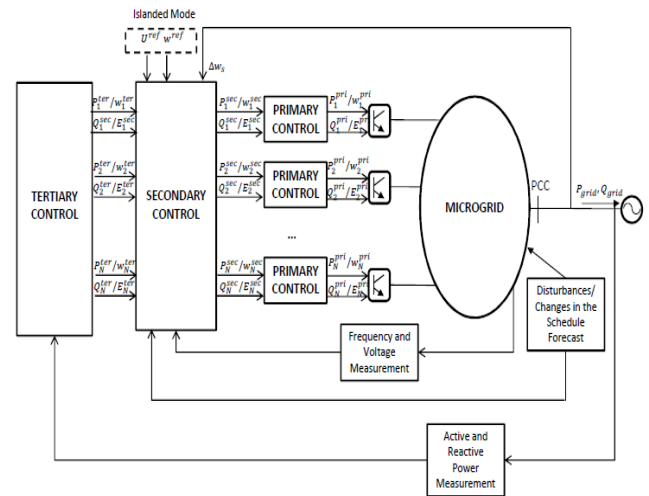 Islanded Mode
U^ref w^ref
Δw_s
P_1^ter/w_1^ter
Q_1^sec/E_1^sec
P_2^ter/w_2^ter
Q_2^ter/E_2^ter
P_N^ter/w_N^ter
Q_N^ter/E_N^ter
TERTIARY
CONTROL
SECONDARY
CONTROL
P_1^sec/w_1^sec
Q_1^sec/E_1^sec
P_2^sec/w_2^sec
Q_2^sec/E_2^sec
P_N^sec/w_N^sec
Q_N^sec/E_N^sec
PRIMARY
CONTROL
PRIMARY
CONTROL
...
PRIMARY
CONTROL
P_1^pri/w_1^pri
Q_1^pri/E_1^pri
P_2^pri/w_2^pri
Q_2^pri/E_2^pri
P_N^pri/w_N^pri
Q_N^pri/E_N^pri
MICROGRID
PCC
P_grid, Q_grid
Disturbances/
Changes in the
Schedule
Forecast
Frequency and
Voltage
Measurement
Active and
Reactive
Power
Measurement